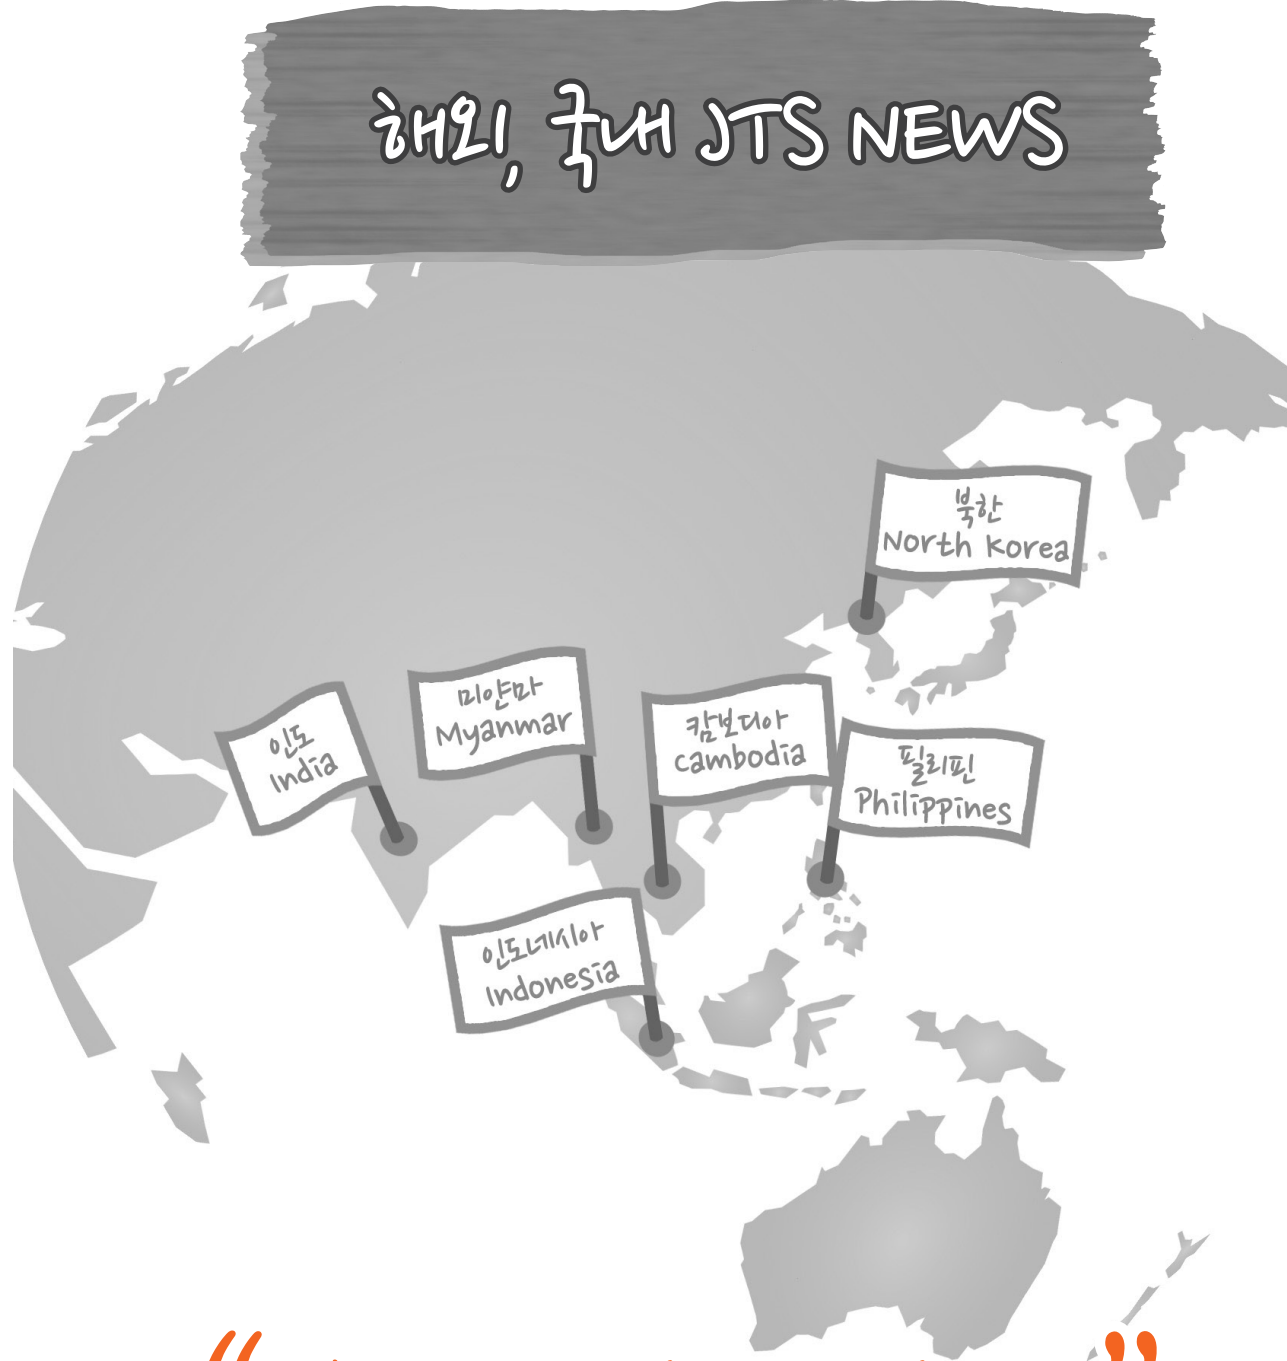 해외, 국내 JTS NEWS
북한
North Korea
미얀마
Myanmar
인도
India
캄보디아
cambodia
필리핀
Philippines
인도네시아
Indonesia
“ ”